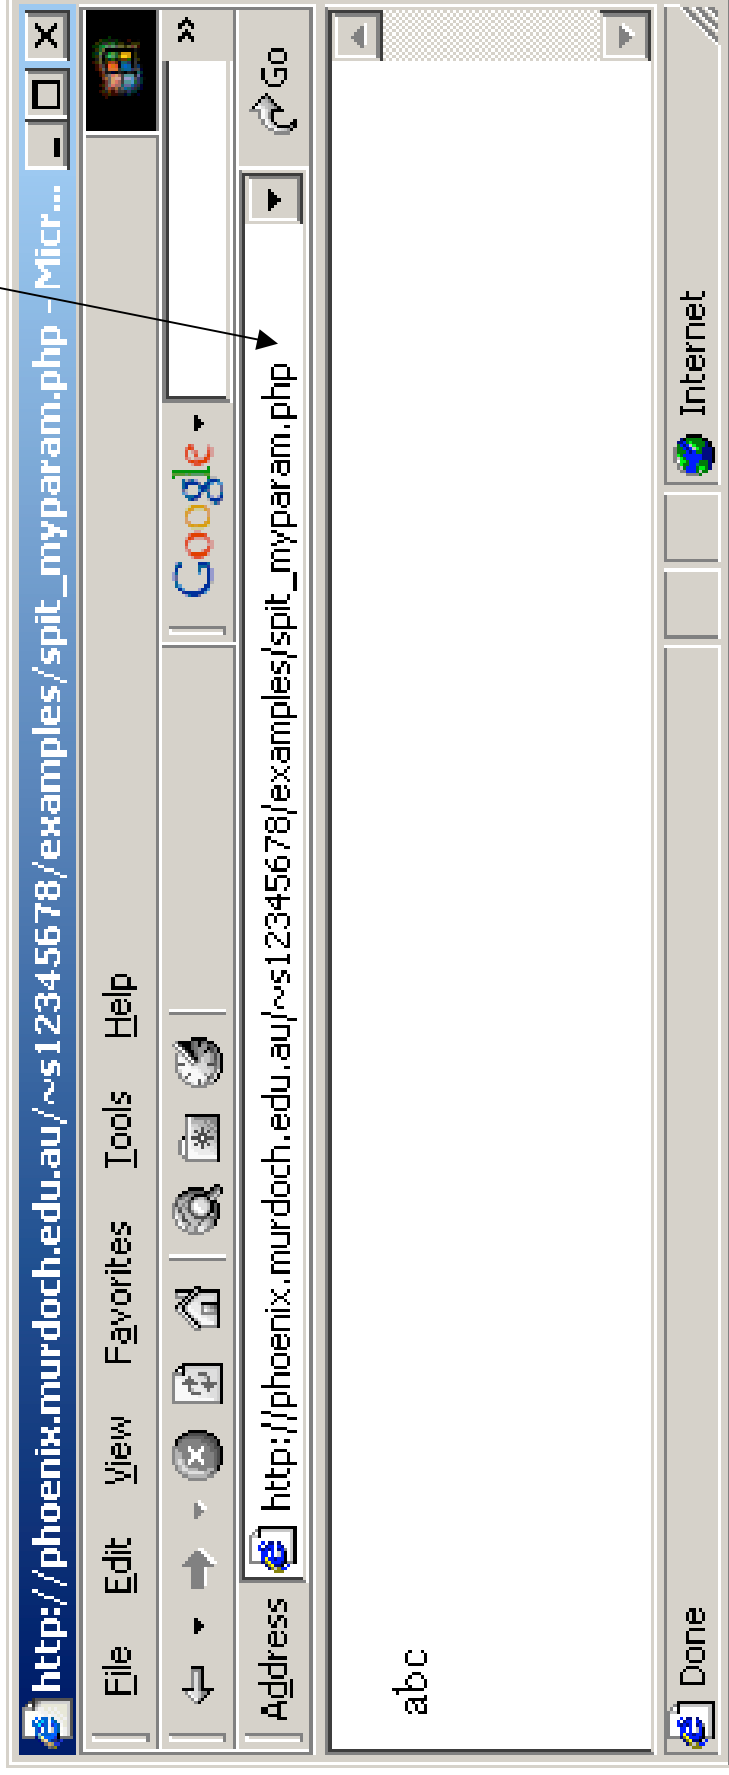 http://phoenix.murdoch.edu.au/~s12345678/examples/spit_myparam.php - Micr...
File Edit View Favorites Tools Help
Google
Address http://phoenix.murdoch.edu.au/~s12345678/examples/spit_myparam.php Go
abc
Done Internet